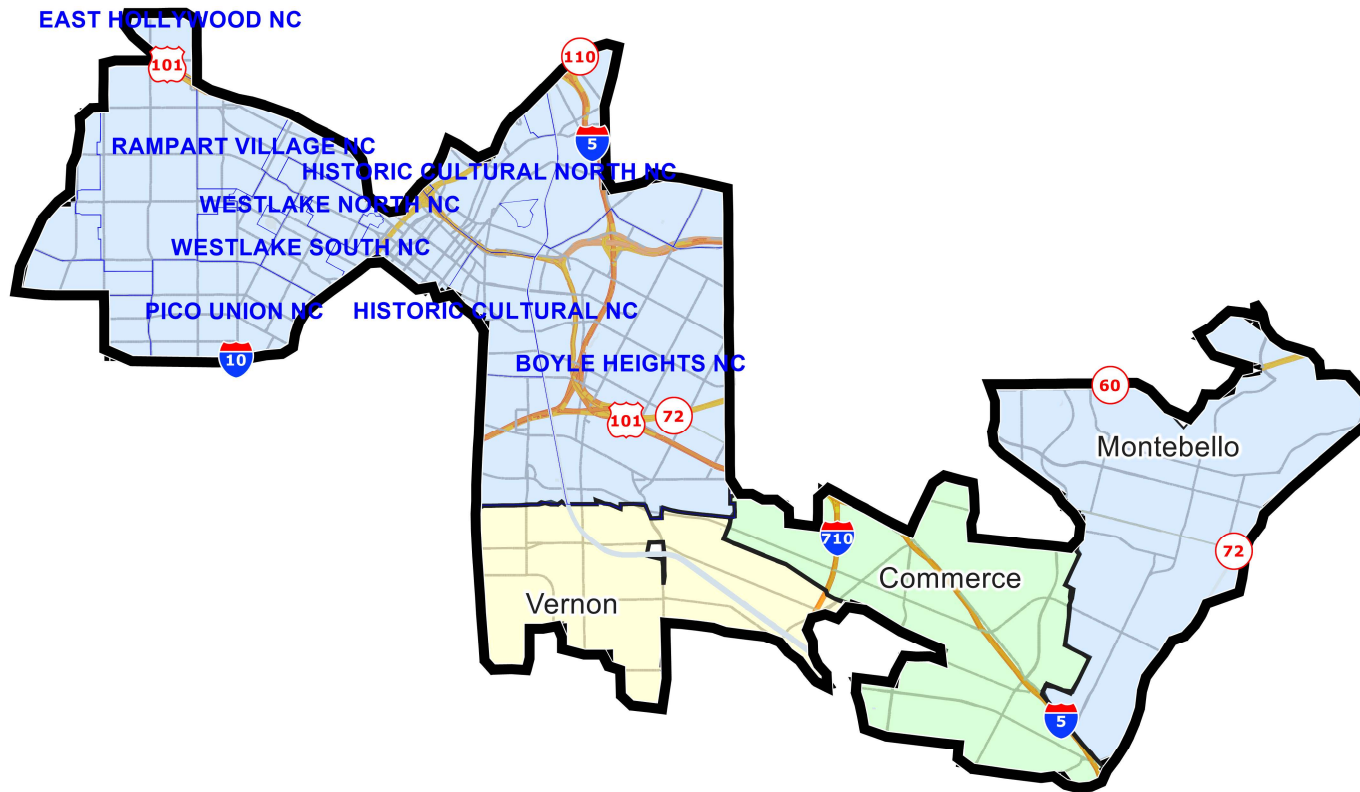 EAST HOLLYWOOD NC
101
110
5
RAMPART VILLAGE NC
HISTORIC CULTURAL NORTH NC
WESTLAKE NORTH NC
WESTLAKE SOUTH NC
PICO UNION NC
HISTORIC CULTURAL NC
10
BOYLE HEIGHTS NC
60
101
72
Montebello
710
72
Commerce
Vernon
5